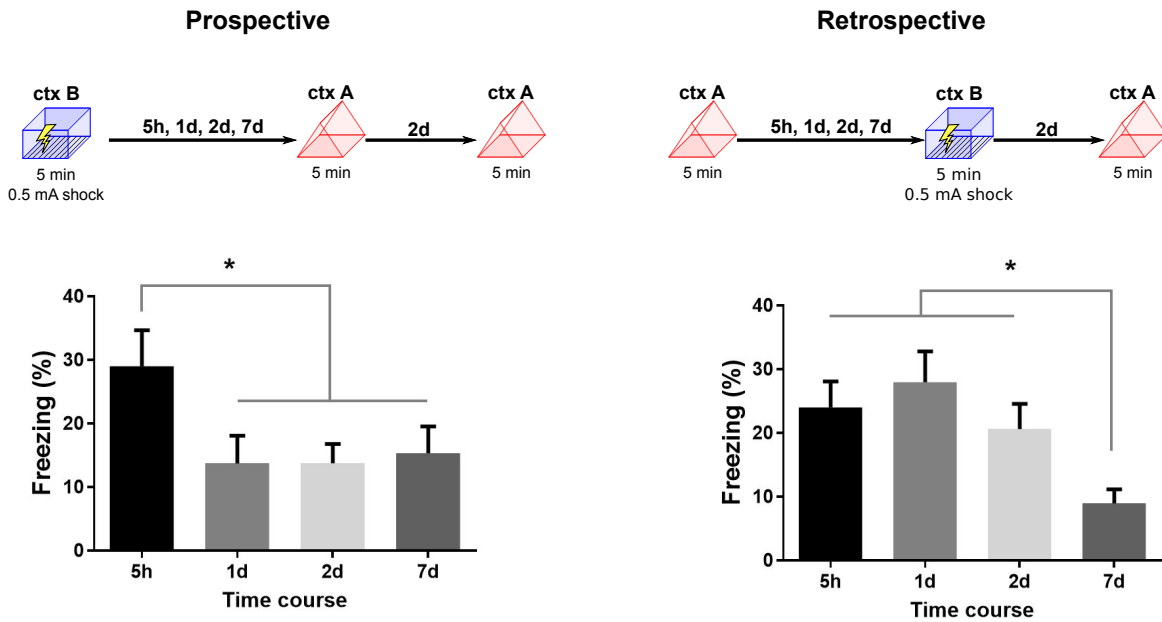 Prospective
ctx B
5h, 1d, 2d, 7d
ctx A
2d
ctx A
5 min
0.5 mA shock
5 min
5 min
*
Freezing (%)
40
30
20
10
0
5h
1d
2d
7d
Time course
Retrospective
ctx A
5h, 1d, 2d, 7d
ctx B
2d
ctx A
5 min
5 min
0.5 mA shock
5 min
*
Freezing (%)
40
30
20
10
0
5h
1d
2d
7d
Time course